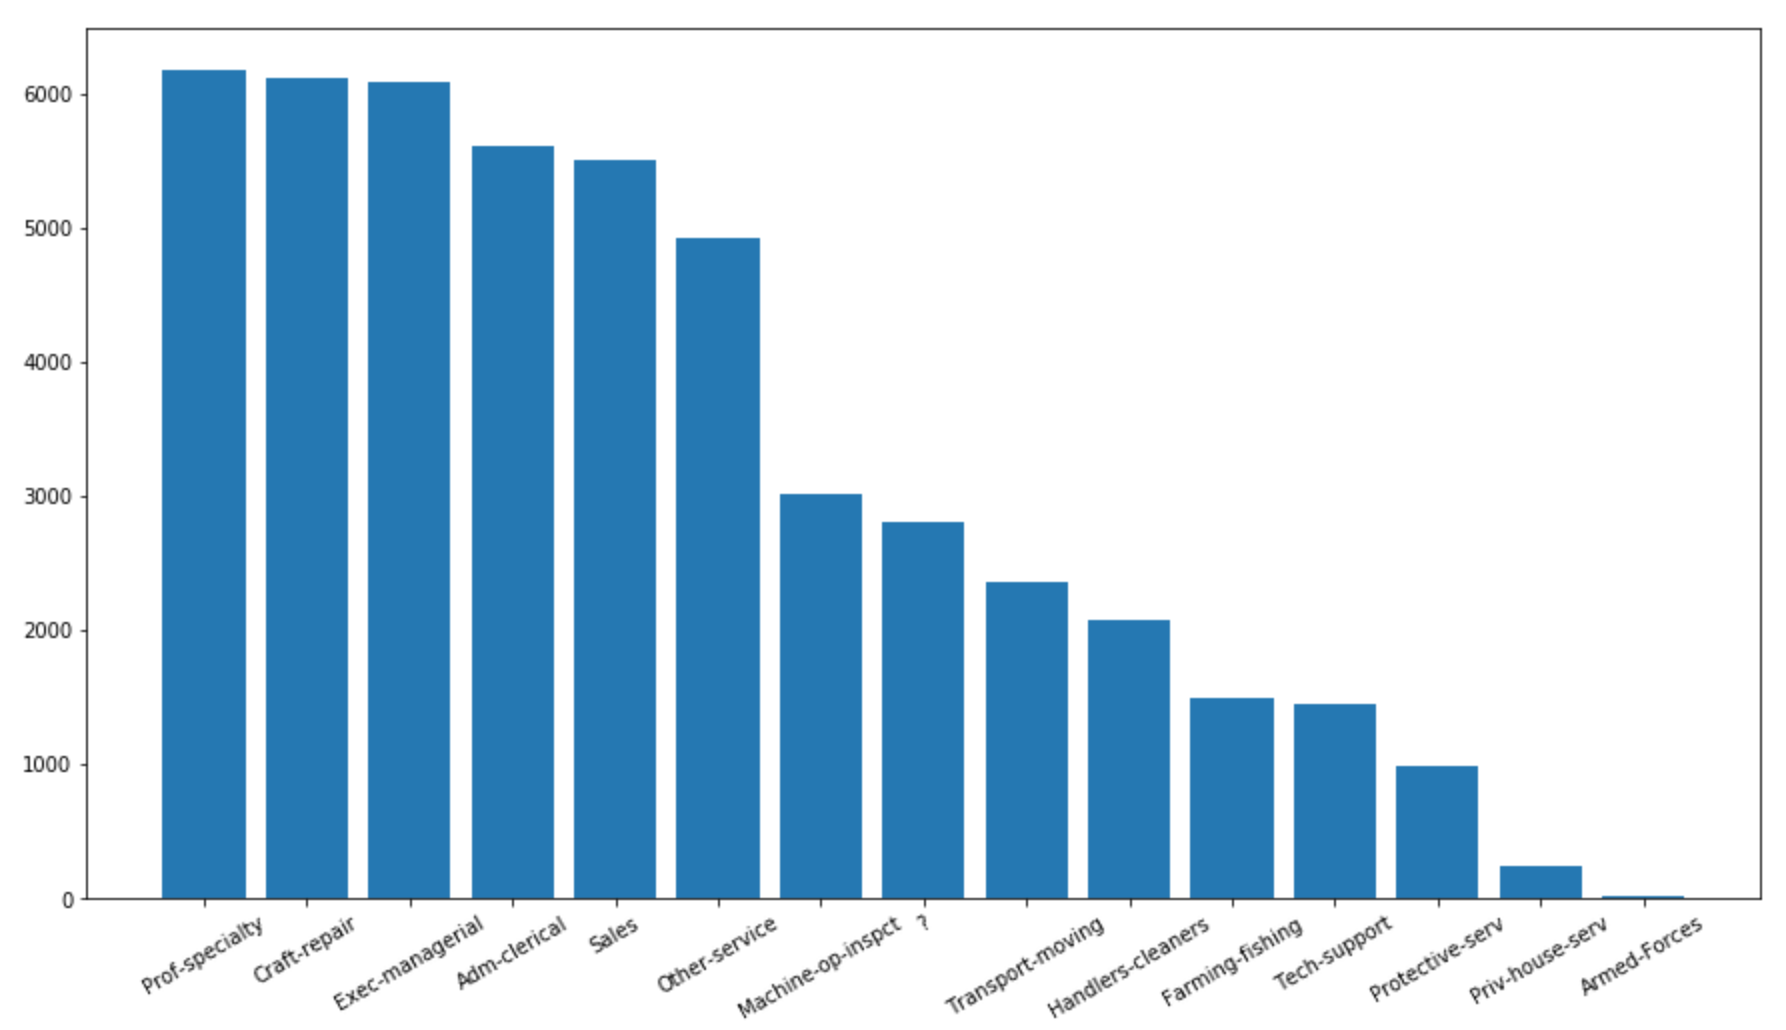 6000
5000
4000
3000
2000
1000
0
Prof-specialty
Craft-repair
Exec-managerial
Adm-clerical
Sales
Other-service
Machine-op-inspct
?
Transport-moving
Handlers-cleaners
Farming-fishing
Tech-support
Protective-serv
Priv-house-serv
Armed-Forces